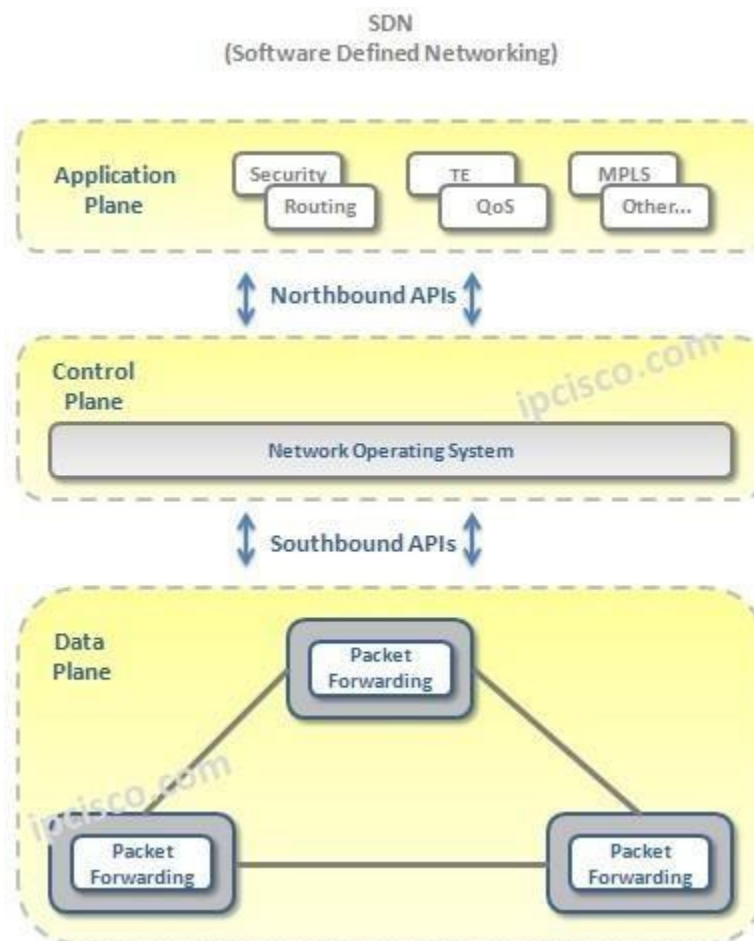 SDN
(Software Defined Networking)
Application
Plane
Security
Routing
TE
QoS
MPLS
Other...
Northbound APIs
Control
Plane
ipcisco.com
Network Operating System
Southbound APIs
Data
Plane
Packet
Forwarding
ipcisco.com
Packet
Forwarding
Packet
Forwarding